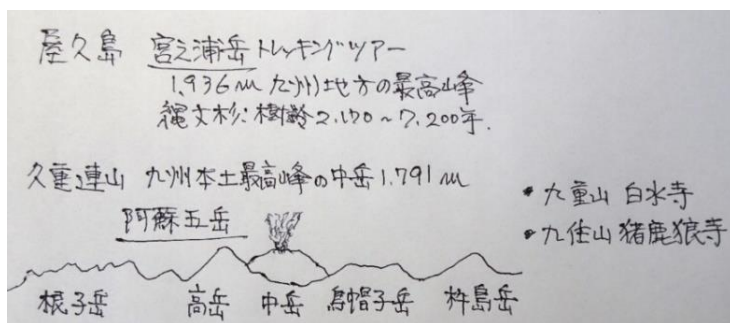 屋久島 宮之浦岳トレッキングツアー
1.936m 九州地方の最高峰
縄文杉: 樹齢2.170～7.200年.
久重連山 九州本土最高峰の中岳1.791m
・九重山 白水寺
・九住山 猪鹿狼寺
阿蘇五岳
根子岳 高岳 中岳 烏帽子岳 杵島岳